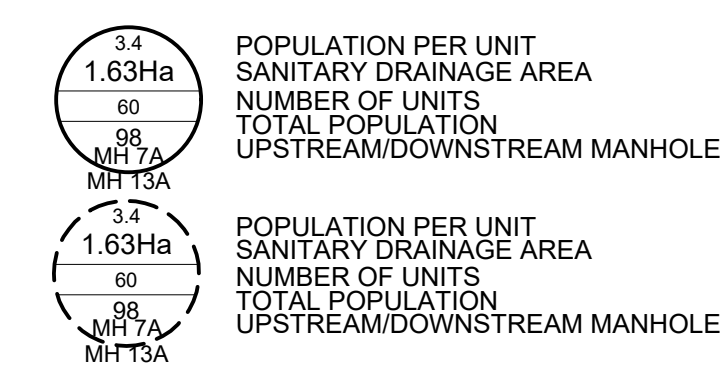 3.4 POPULATION PER UNIT
1.63Ha SANITARY DRAINAGE AREA
60 NUMBER OF UNITS
98 TOTAL POPULATION
MH 7A UPSTREAM/DOWNSTREAM MANHOLE
MH 13A
3.4 POPULATION PER UNIT
1.63Ha SANITARY DRAINAGE AREA
60 NUMBER OF UNITS
98 TOTAL POPULATION
MH 7A UPSTREAM/DOWNSTREAM MANHOLE
MH 13A